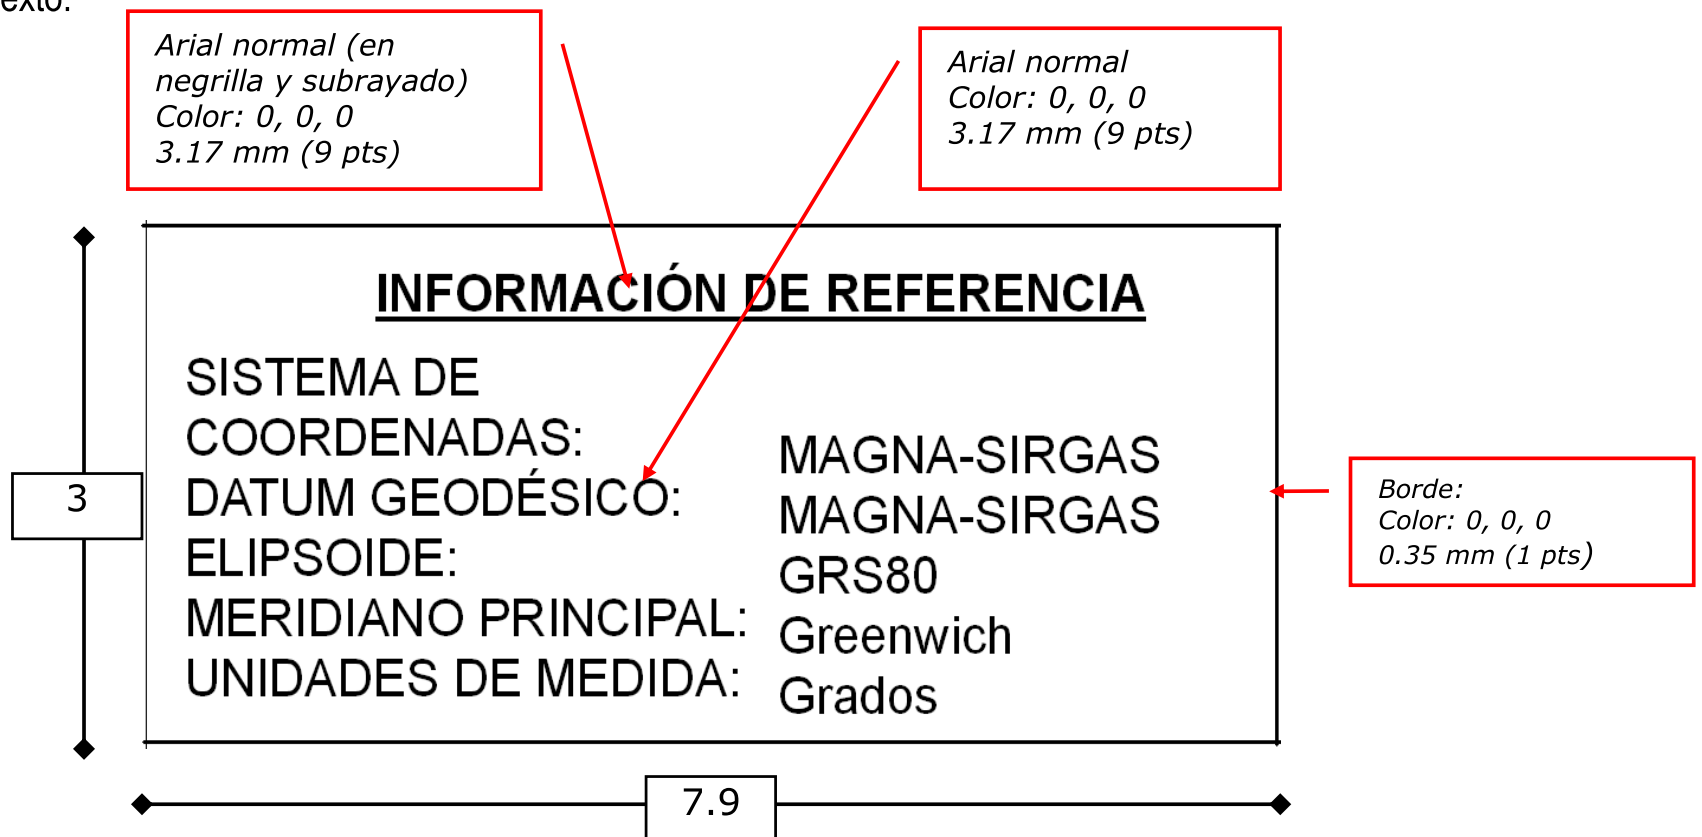 exto.
Arial normal (en
negrilla y subrayado)
Color: 0, 0, 0
3.17 mm (9 pts)
Arial normal
Color: 0, 0, 0
3.17 mm (9 pts)
INFORMACIÓN DE REFERENCIA
SISTEMA DE
COORDENADAS: MAGNA-SIRGAS
DATUM GEODÉSICO: MAGNA-SIRGAS
ELIPSOIDE: GRS80
MERIDIANO PRINCIPAL: Greenwich
UNIDADES DE MEDIDA: Grados
3
Borde:
Color: 0, 0, 0
0.35 mm (1 pts)
7.9